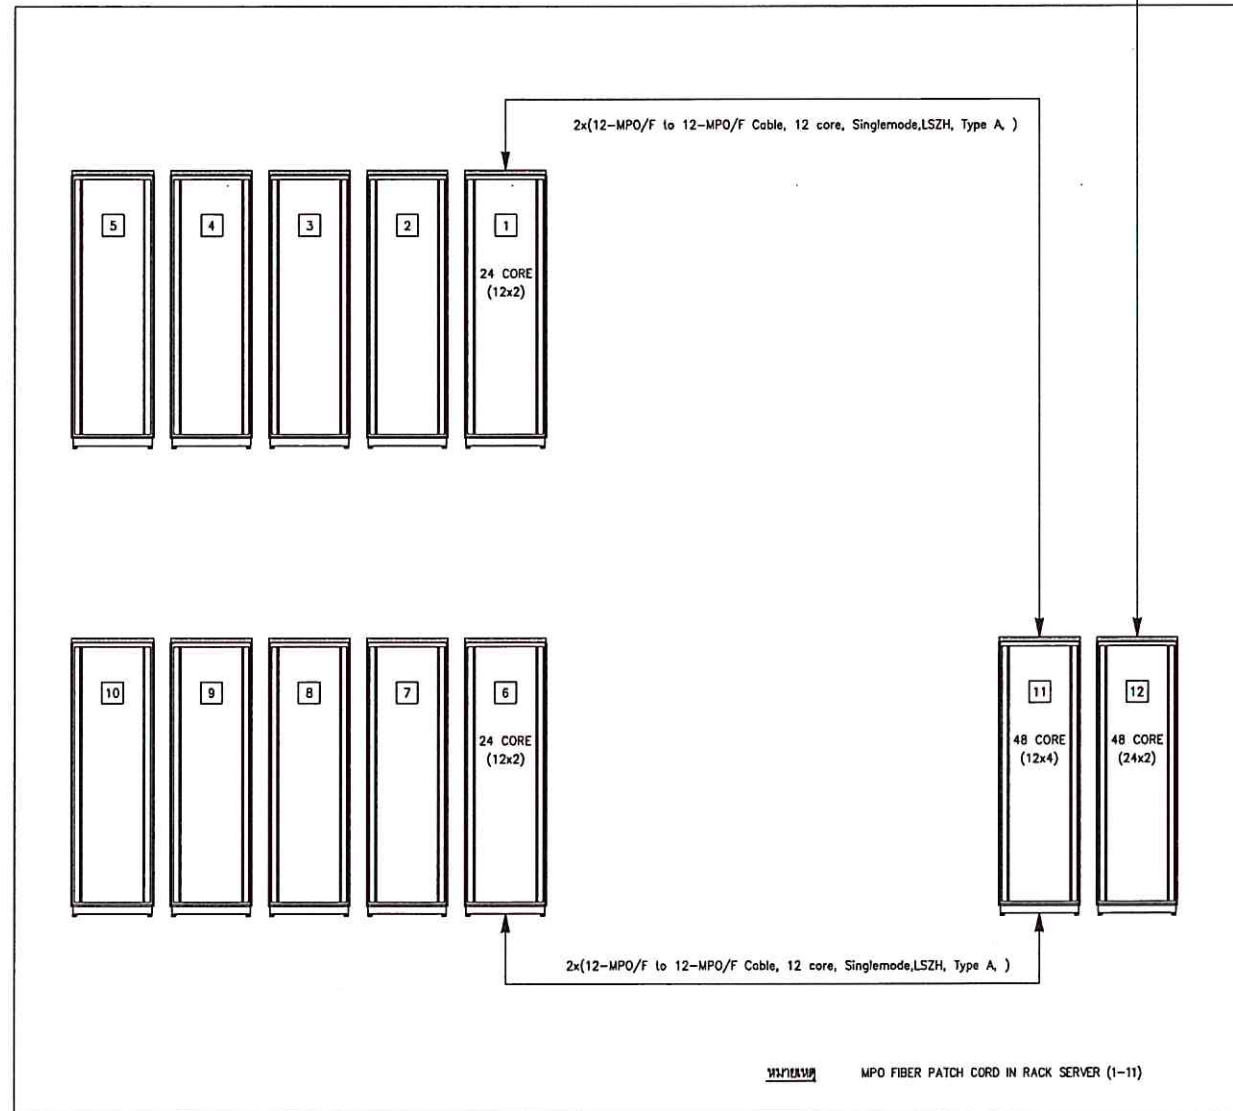 2x(12-MPO/F to 12-MPO/F Cable, 12 core, Singlemode,LSZH, Type A, )
5
4
3
2
1
24 CORE
(12x2)
10
9
8
7
6
24 CORE
(12x2)
11
48 CORE
(12x4)
12
48 CORE
(24x2)
2x(12-MPO/F to 12-MPO/F Cable, 12 core, Singlemode,LSZH, Type A, )
หมายเหตุ MPO FIBER PATCH CORD IN RACK SERVER (1-11)